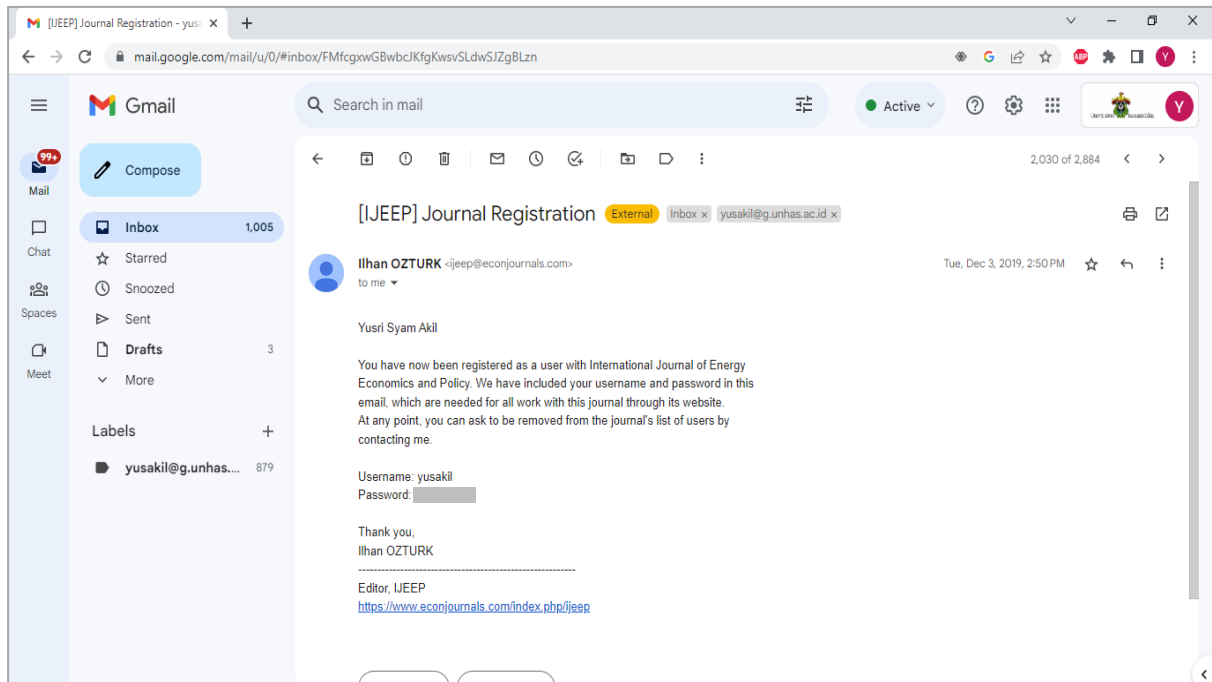 [IJEEP] Journal Registration - yusa
mail.google.com/mail/u/0/#inbox/FMfcgxwGBwbcJKfgKwsvSLdwSJZgBLzn
G
ABP
Y
Gmail
Search in mail
Active
Y
99+
Mail
Compose
2,030 of 2,884
[IJEEP] Journal Registration External Inbox x yusakil@g.unhas.ac.id x
Inbox 1,005
Chat
Starred
Ilhan OZTURK <ijeep@econjournals.com> Tue, Dec 3, 2019, 2:50 PM
to me
Snoozed
Spaces
Sent
Drafts 3
Meet
More
Labels +
yusakil@g.unhas.... 879
Yusri Syam Akil
You have now been registered as a user with International Journal of Energy
Economics and Policy. We have included your username and password in this
email, which are needed for all work with this journal through its website.
At any point, you can ask to be removed from the journal's list of users by
contacting me.
Username: yusakil
Password:
Thank you,
Ilhan OZTURK
Editor, IJEEP
https://www.econjournals.com/index.php/ijeep